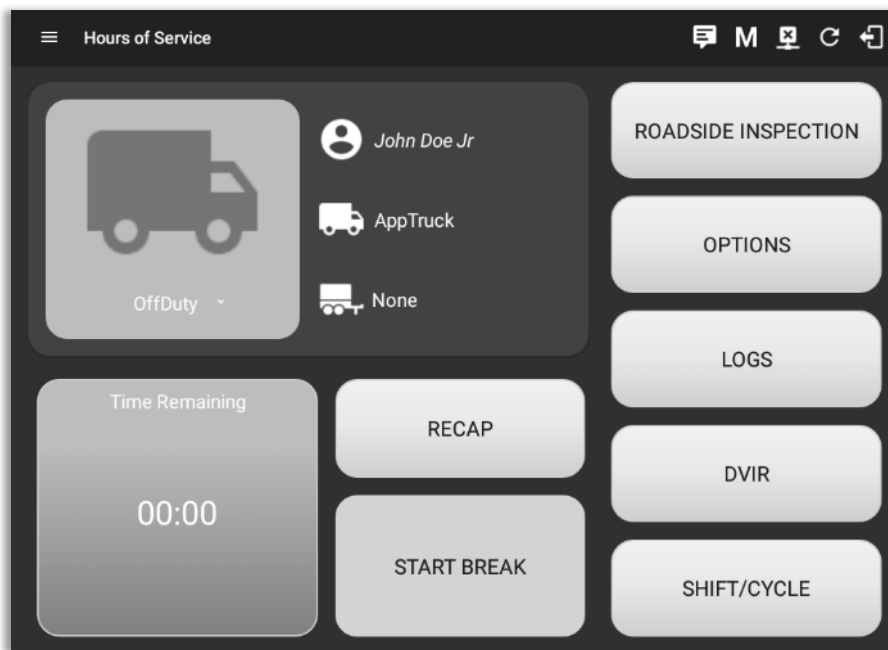 Hours of Service
M
John Doe Jr
AppTruck
None
OffDuty
ROADSIDE INSPECTION
OPTIONS
LOGS
DVIR
SHIFT/CYCLE
Time Remaining
00:00
RECAP
START BREAK